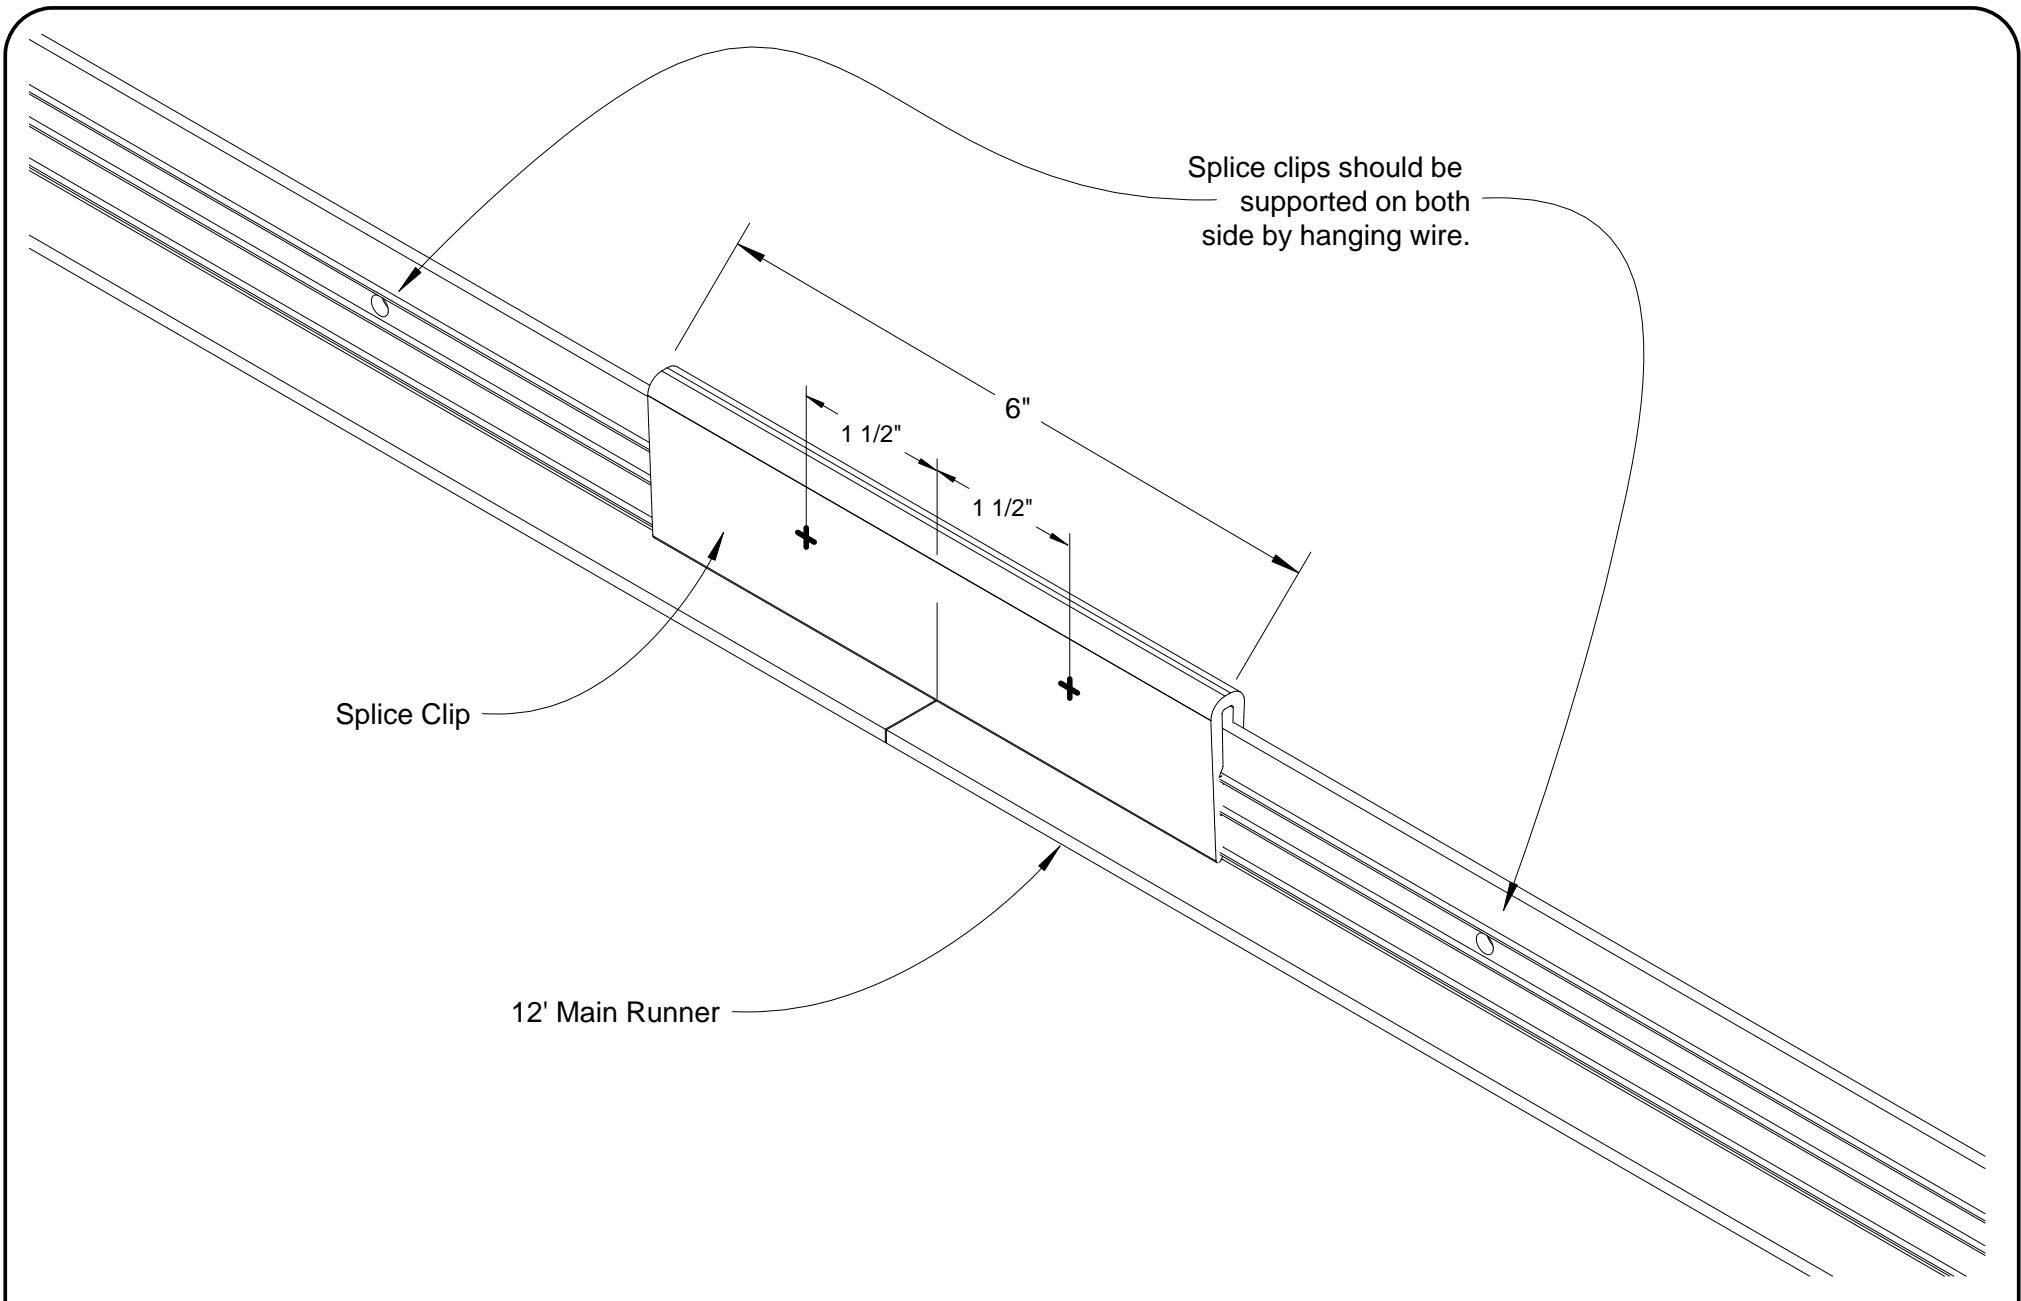 Splice clips should be
supported on both
side by hanging wire.
6"
1 1/2"
1 1/2"
Splice Clip
12' Main Runner